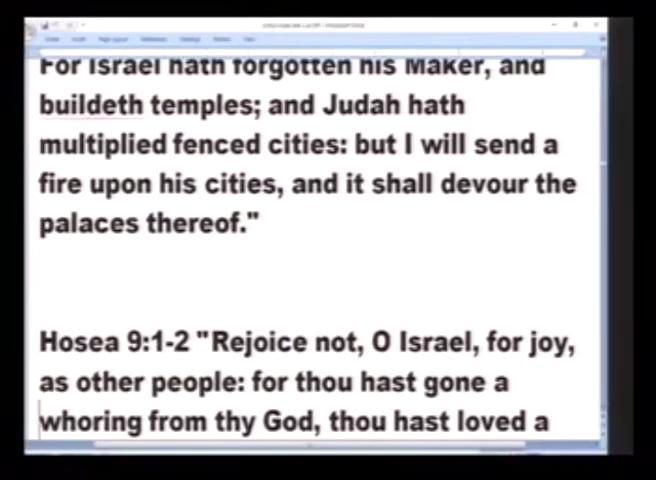 For Israel hath forgotten his Maker, and
buildeth temples; and Judah hath
multiplied fenced cities: but I will send a
fire upon his cities, and it shall devour the
palaces thereof."
Hosea 9:1-2 "Rejoice not, O Israel, for joy,
as other people: for thou hast gone a
whoring from thy God, thou hast loved a